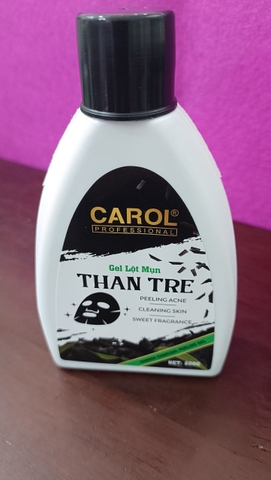 CAROL®
PROFESSIONAL
Gel Lột Mụn
THAN TRE
PEELING ACNE
CLEANING SKIN
SWEET FRAGRANCE
NET: